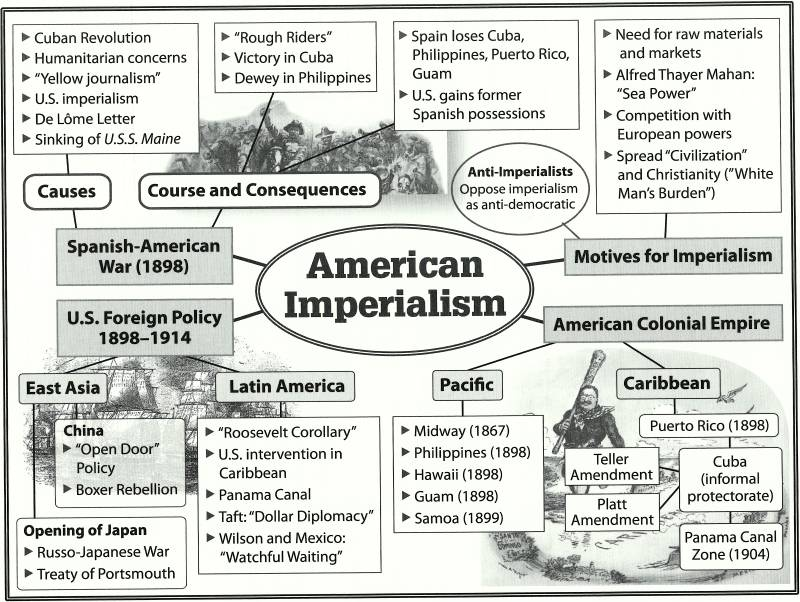 ▶ Cuban Revolution
▶ Humanitarian concerns
▶ “Yellow journalism”
▶ U.S. imperialism
▶ De Lôme Letter
▶ Sinking of U.S.S. Maine
▶ “Rough Riders”
▶ Victory in Cuba
▶ Dewey in Philippines
▶ Spain loses Cuba,
Philippines, Puerto Rico,
Guam
▶ U.S. gains former
Spanish possessions
▶ Need for raw materials
and markets
▶ Alfred Thayer Mahan:
“Sea Power”
▶ Competition with
European powers
▶ Spread “Civilization”
and Christianity (”White
Man’s Burden”)
Causes
Course and Consequences
Anti-Imperialists
Oppose imperialism
as anti-democratic
Spanish-American
War (1898)
American
Imperialism
Motives for Imperialism
U.S. Foreign Policy
1898–1914
American Colonial Empire
East Asia
Latin America
Pacific
Caribbean
China
▶ “Open Door”
Policy
▶ Boxer Rebellion
Opening of Japan
▶ Russo-Japanese War
▶ Treaty of Portsmouth
▶ “Roosevelt Corollary”
▶ U.S. intervention in
Caribbean
▶ Panama Canal
▶ Taft: “Dollar Diplomacy”
▶ Wilson and Mexico:
“Watchful Waiting”
▶ Midway (1867)
▶ Philippines (1898)
▶ Hawaii (1898)
▶ Guam (1898)
▶ Samoa (1899)
Puerto Rico (1898)
Teller
Amendment
Platt
Amendment
Cuba
(informal
protectorate)
Panama Canal
Zone (1904)
SANTO
DOMINGO